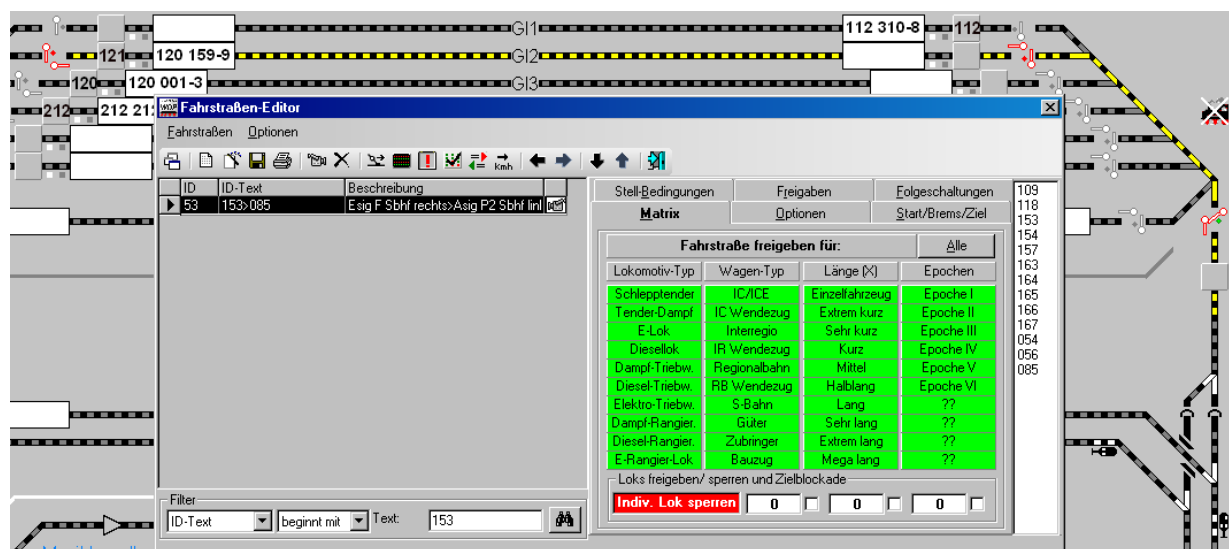 Gl1
112 310-8
112
121
120 159-9
Gl2
120
120 001-3
Gl3
212
212 21
Fahrstraßen-Editor
Fahrstraßen Optionen
kmh
ID ID-Text Beschreibung
53 153>085 Esig F Sbhf rechts>Asig P2 Sbhf linl
Stell-Bedingungen Freigaben Folgeschaltungen
Matrix Optionen Start/Brems/Ziel
Fahrstraße freigeben für: Alle
Lokomotiv-Typ Wagen-Typ Länge (X) Epochen
Schlepptender IC/ICE Einzelfahrzeug Epoche I
Tender-Dampf IC Wendezug Extrem kurz Epoche II
E-Lok Interregio Sehr kurz Epoche III
Diesellok IR Wendezug Kurz Epoche IV
Dampf-Triebw. Regionalbahn Mittel Epoche V
Diesel-Triebw. RB Wendezug Halblang Epoche VI
Elektro-Triebw. S-Bahn Lang ??
Dampf-Rangier. Güter Sehr lang ??
Diesel-Rangier. Zubringer Extrem lang ??
E-Rangier-Lok Bauzug Mega lang ??
Loks freigeben/ sperren und Zielblockade
Indiv. Lok sperren 0 0 0
109
118
153
154
157
163
164
165
166
167
054
056
085
Filter
ID-Text beginnt mit Text: 153